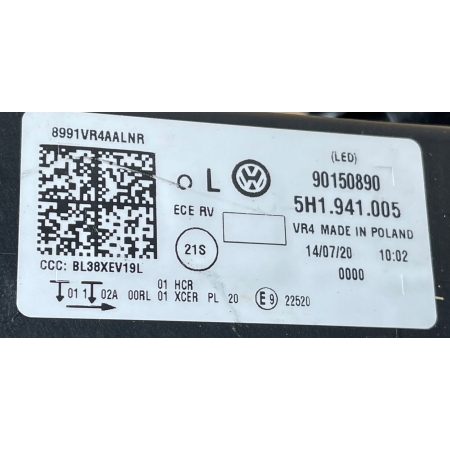 8991VR4AALNR
L
(LED)
90150890
ECE RV
5H1.941.005
VR4 MADE IN POLAND
21S
14/07/20 10:02
0000
CCC: BL38XEV19L
01 HCR
01 1 02A 00RL 01 XCER PL 20 E9 22520